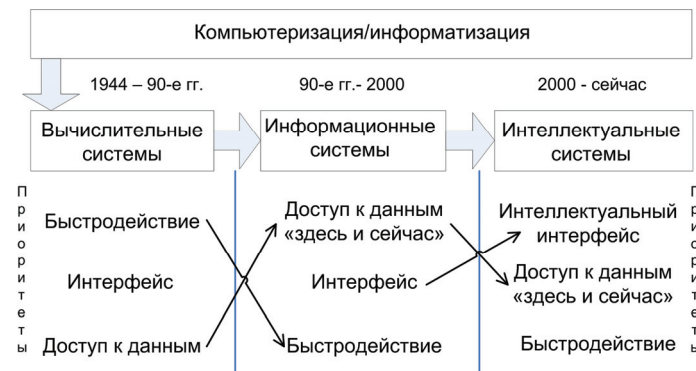 Компьютеризация/информатизация
1944 – 90-е гг.
90-е гг.- 2000
2000 - сейчас
Вычислительные
системы
Информационные
системы
Интеллектуальные
системы
Приоритеты
Быстродействие
Интерфейс
Доступ к данным
Доступ к данным
«здесь и сейчас»
Интерфейс
Быстродействие
Интеллектуальный
интерфейс
Доступ к данным
«здесь и сейчас»
Быстродействие
Приоритеты